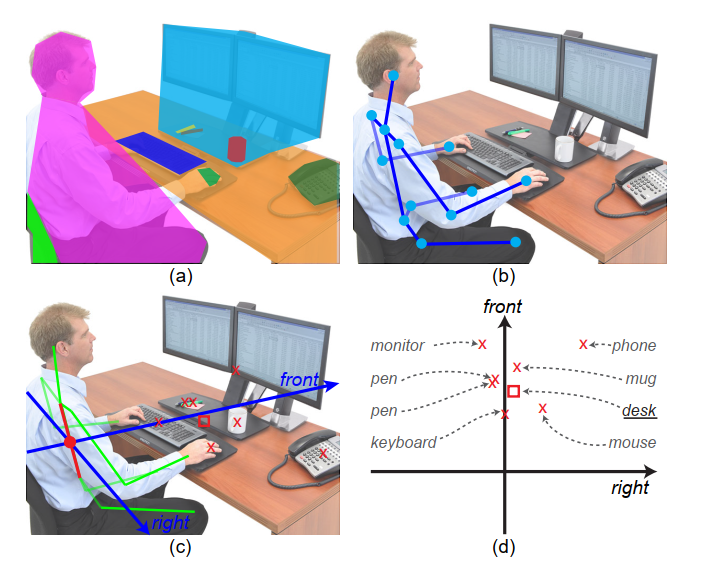 (a)
(b)
front
right
(c)
front
monitor
phone
pen
mug
pen
desk
keyboard
mouse
right
(d)